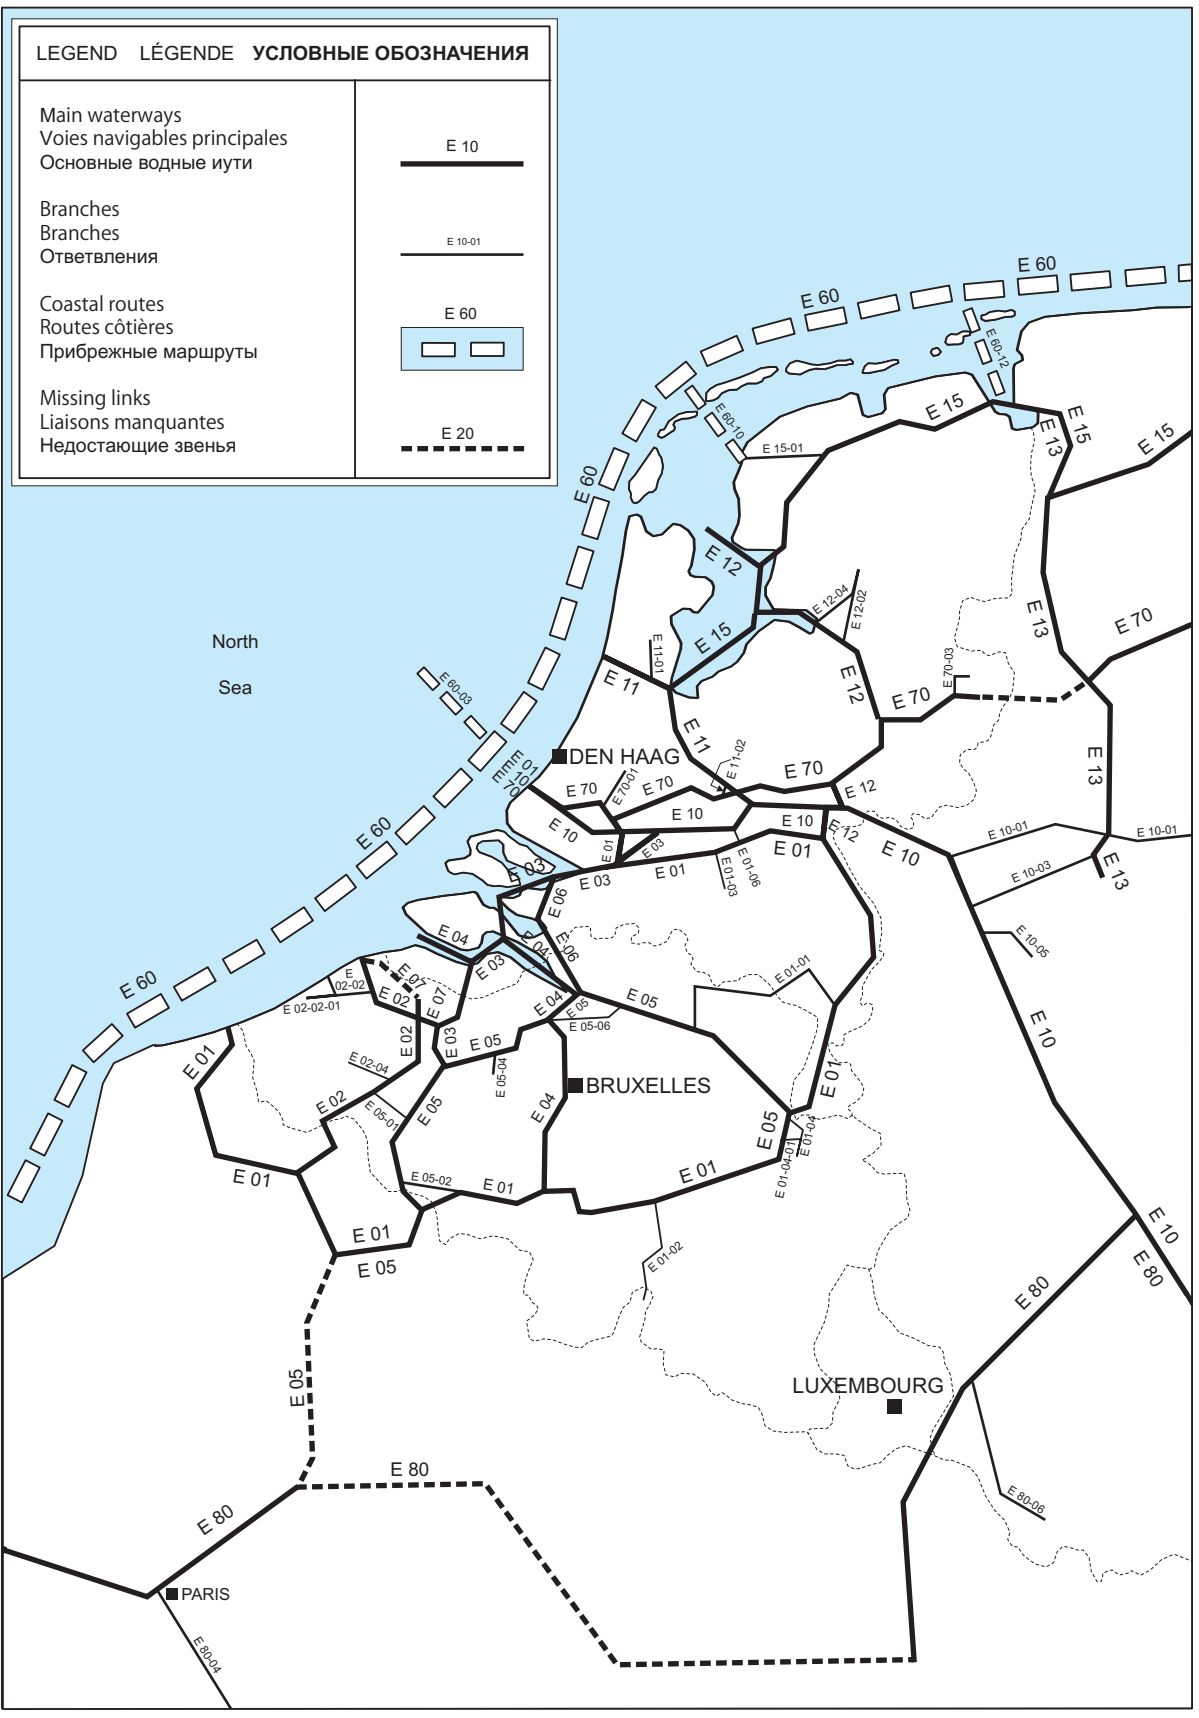 LEGEND LÉGENDE УСЛОВНЫЕ ОБОЗНАЧЕНИЯ
Main waterways
Voies navigables principales
Основные водные иути
E 10
Branches
Branches
Ответвления
E 10-01
Coastal routes
Routes côtières
Прибрежные маршруты
E 60
Missing links
Liaisons manquantes
Недостающие звенья
E 20
E 60
E 60
E 60-12
E 60-10
E 15
E 15
E 13
E 15
E 15-01
E 60
E 12
E 12-04
E 12-02
E 13
E 70
North
Sea
E 15
E 11-01
E 11
E 60-03
E 12
E 70-03
E 70
E 11
E 11-02
DEN HAAG
E 01
E 10
E 70
E 70
E 70-01
E 70
E 70
E 12
E 13
E 10
E 10
E 10
E 12
E 10
E 10-01
E 10-01
E 60
E 01
E 03
E 01-06
E 01
E 03
E 03
E 01
E 01-03
E 10-03
E 13
E 06
E 04
E 04
E 06
E 03
E 10-05
E 60
E 07
E
02-02
E 02
E 07
E 02-02-01
E 04
E 05
E 05
E 05-06
E 01-01
E 10
E 01
E 02
E 03
E 05
E 05-04
E 02-04
E 02
E 05-01
E 05
E 04
BRUXELLES
E 01
E 05
E 01-04
E 01-04-01
E 01
E 05-02
E 01
E 01
E 01
E 05
E 01-02
E 10
E 80
E 80
E 05
LUXEMBOURG
E 80
E 80
E 80-06
PARIS
E 80-04